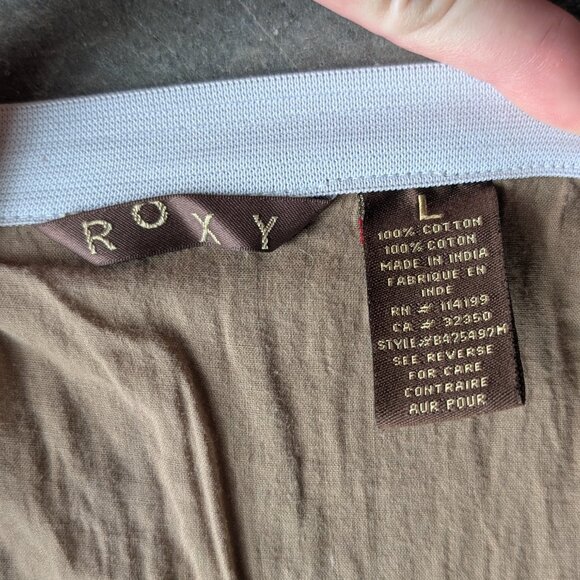 ROXY
L
100% COTTON
100% COTON
MADE IN INDIA
FABRIQUE EN
INDE
RN # 114199
CA # 32350
STYLE#B475497M
SEE REVERSE
FOR CARE
CONTRAIRE
AUR POUR